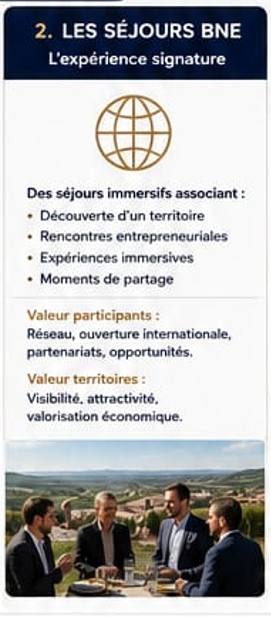 2. LES SÉJOURS BNE
L'expérience signature
Des séjours immersifs associant :
• Découverte d'un territoire
• Rencontres entrepreneuriales
• Expériences immersives
• Moments de partage
Valeur participants :
Réseau, ouverture internationale,
partenariats, opportunités.
Valeur territoires :
Visibilité, attractivité,
valorisation économique.